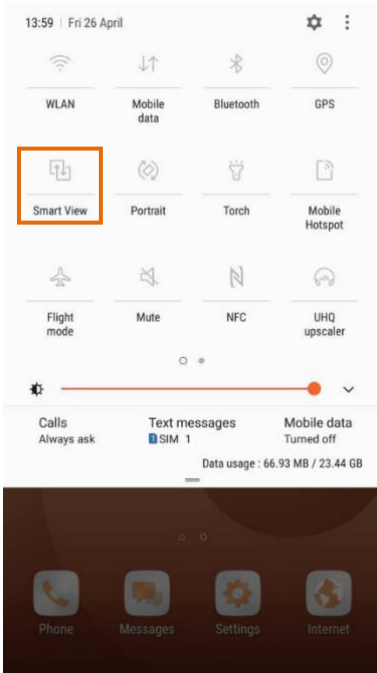 13:59 | Fri 26 April
WLAN
Mobile
data
Bluetooth
GPS
Smart View
Portrait
Torch
Mobile
Hotspot
Flight
mode
Mute
NFC
UHQ
upscaler
Calls
Always ask
Text messages
1 SIM 1
Mobile data
Turned off
Data usage : 66.93 MB / 23.44 GB
Phone
Messages
Settings
Internet